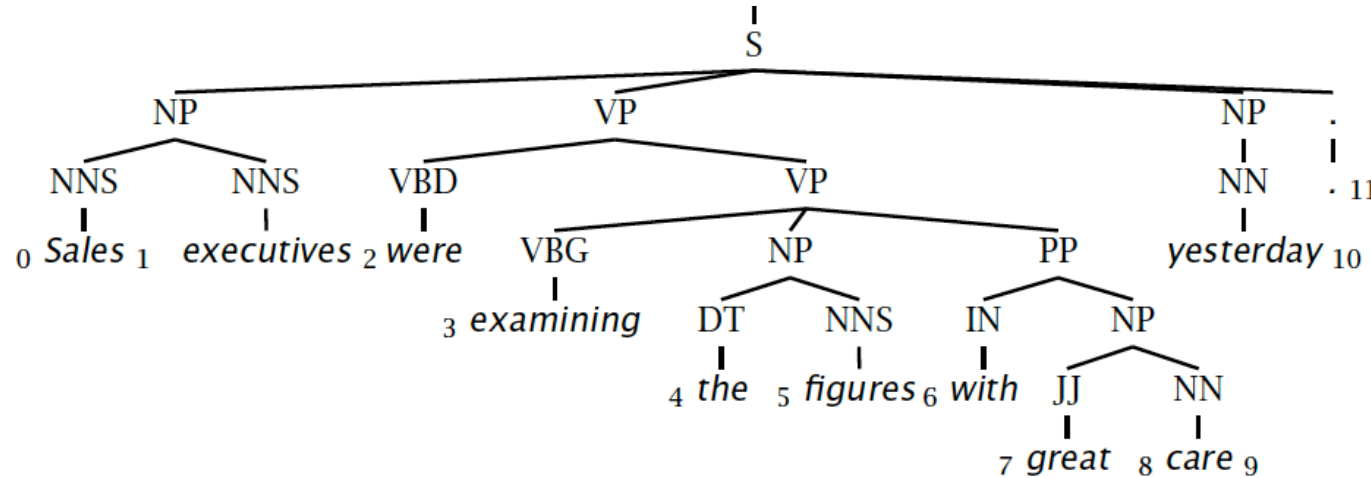 S
NP VP NP .
NNS NNS VBD VP NN . 11
0 Sales 1 executives 2 were VBG NP PP yesterday 10
3 examining DT NNS IN NP
4 the 5 figures 6 with JJ NN
7 great 8 care 9